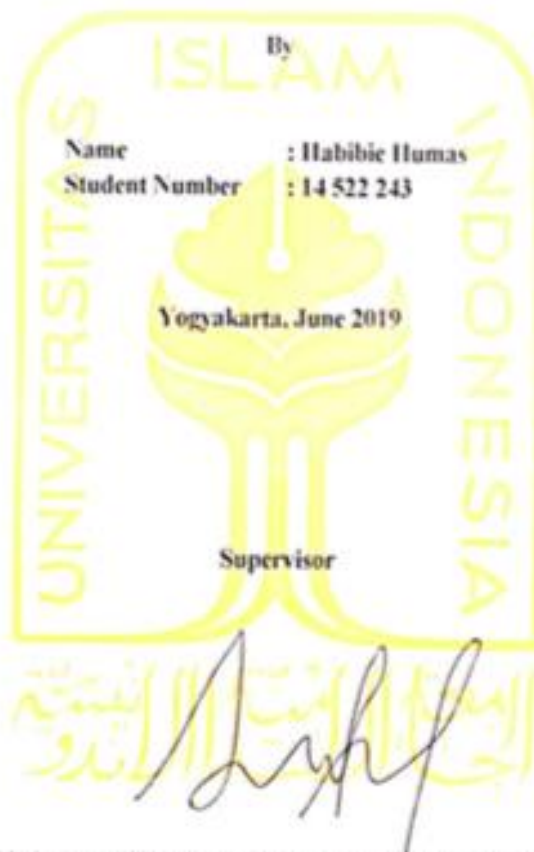 By
ISLAM
UNIVERSITAS
INDONESIA
Name : Habibie Humas
Student Number : 14 522 243
Yogyakarta, June 2019
Supervisor